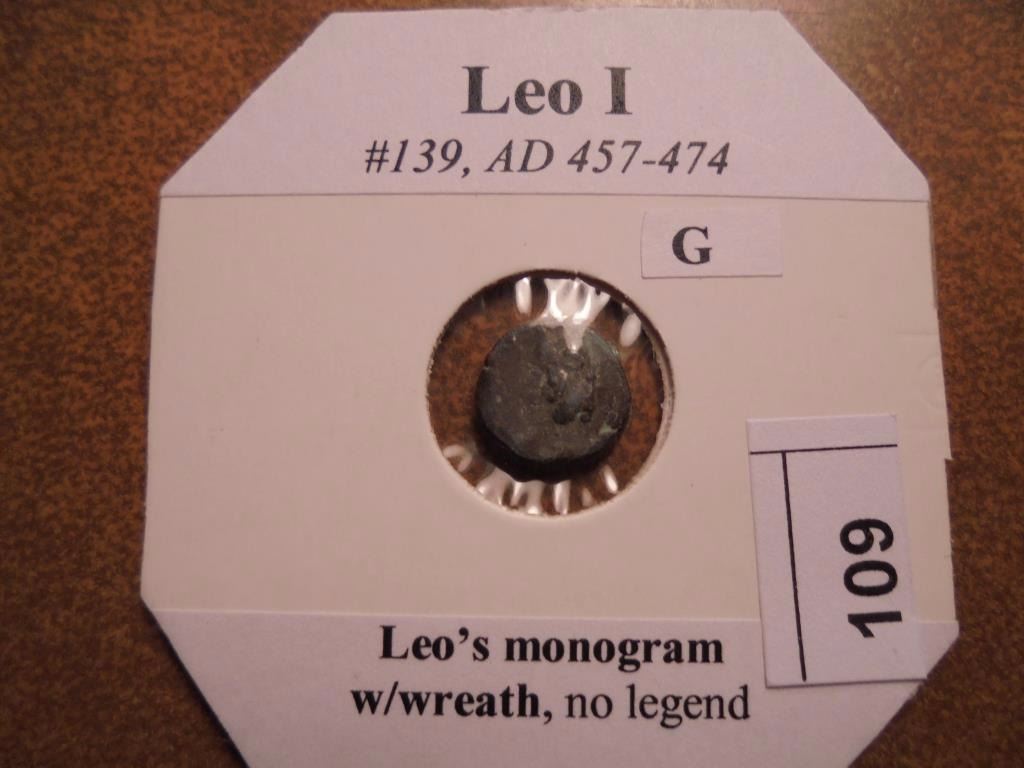 Leo I
#139, AD 457-474
G
109
Leo's monogram
w/wreath, no legend